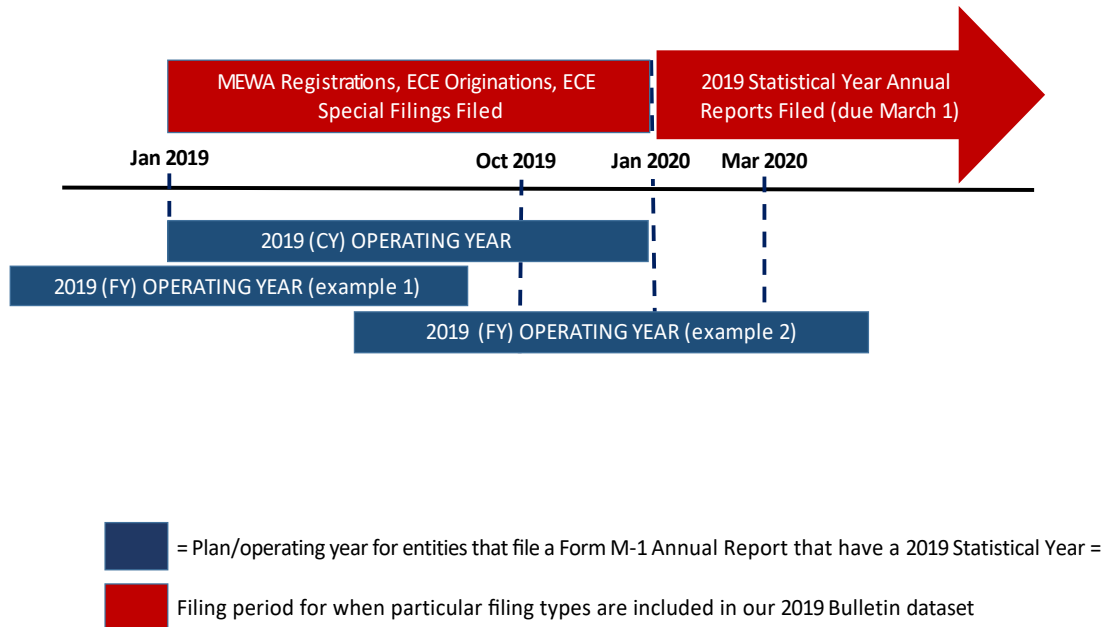 MEWA Registrations, ECE Originations, ECE
Special Filings Filed
2019 Statistical Year Annual
Reports Filed (due March 1)
Jan 2019
Oct 2019
Jan 2020
Mar 2020
2019 (CY) OPERATING YEAR
2019 (FY) OPERATING YEAR (example 1)
2019 (FY) OPERATING YEAR (example 2)
= Plan/operating year for entities that file a Form M-1 Annual Report that have a 2019 Statistical Year =
Filing period for when particular filing types are included in our 2019 Bulletin dataset